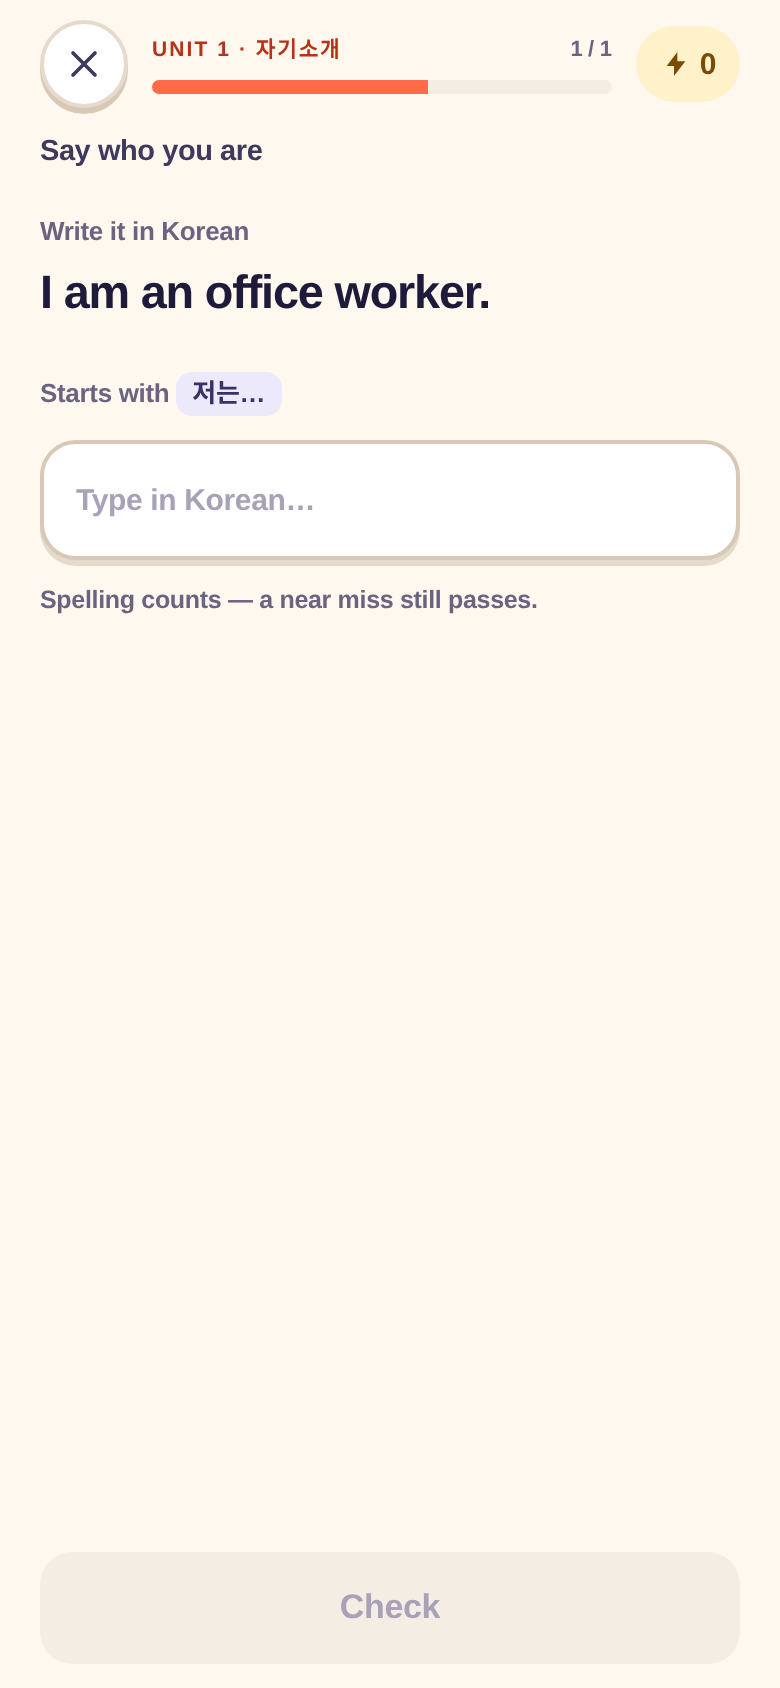 UNIT 1 · 자기소개
1 / 1
0
Say who you are
Write it in Korean
I am an office worker.
Starts with 저는…
Type in Korean…
Spelling counts — a near miss still passes.
Check